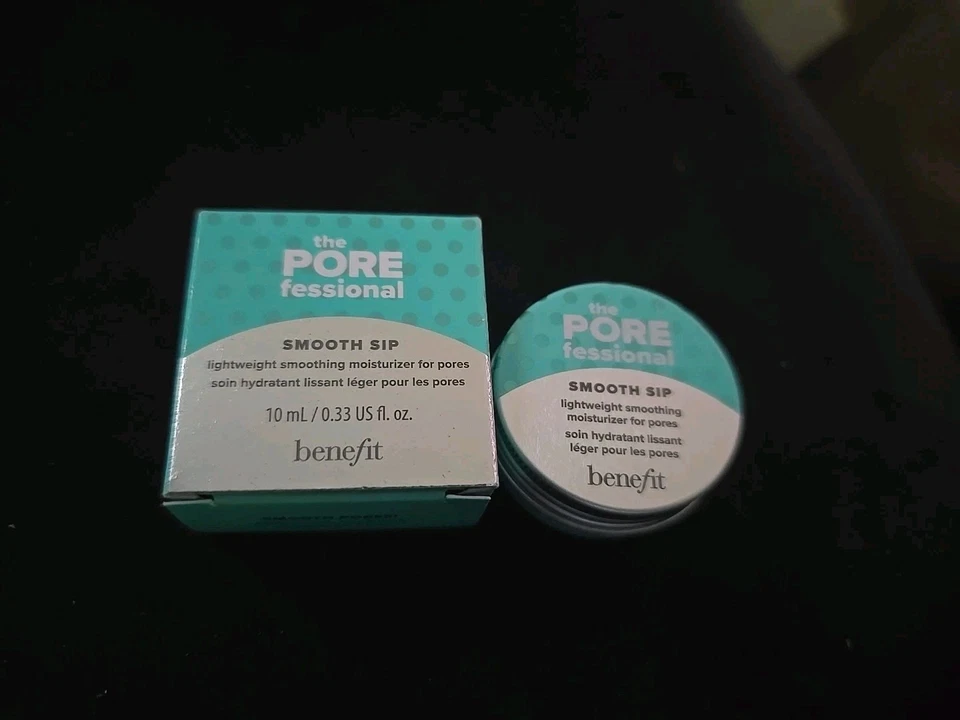 the
PORE
fessional
SMOOTH SIP
lightweight smoothing moisturizer for pores
soin hydratant lissant léger pour les pores
10 mL / 0.33 US fl. oz.
benefit
the
PORE
fessional
SMOOTH SIP
lightweight smoothing
moisturizer for pores
soin hydratant lissant
léger pour les pores
benefit